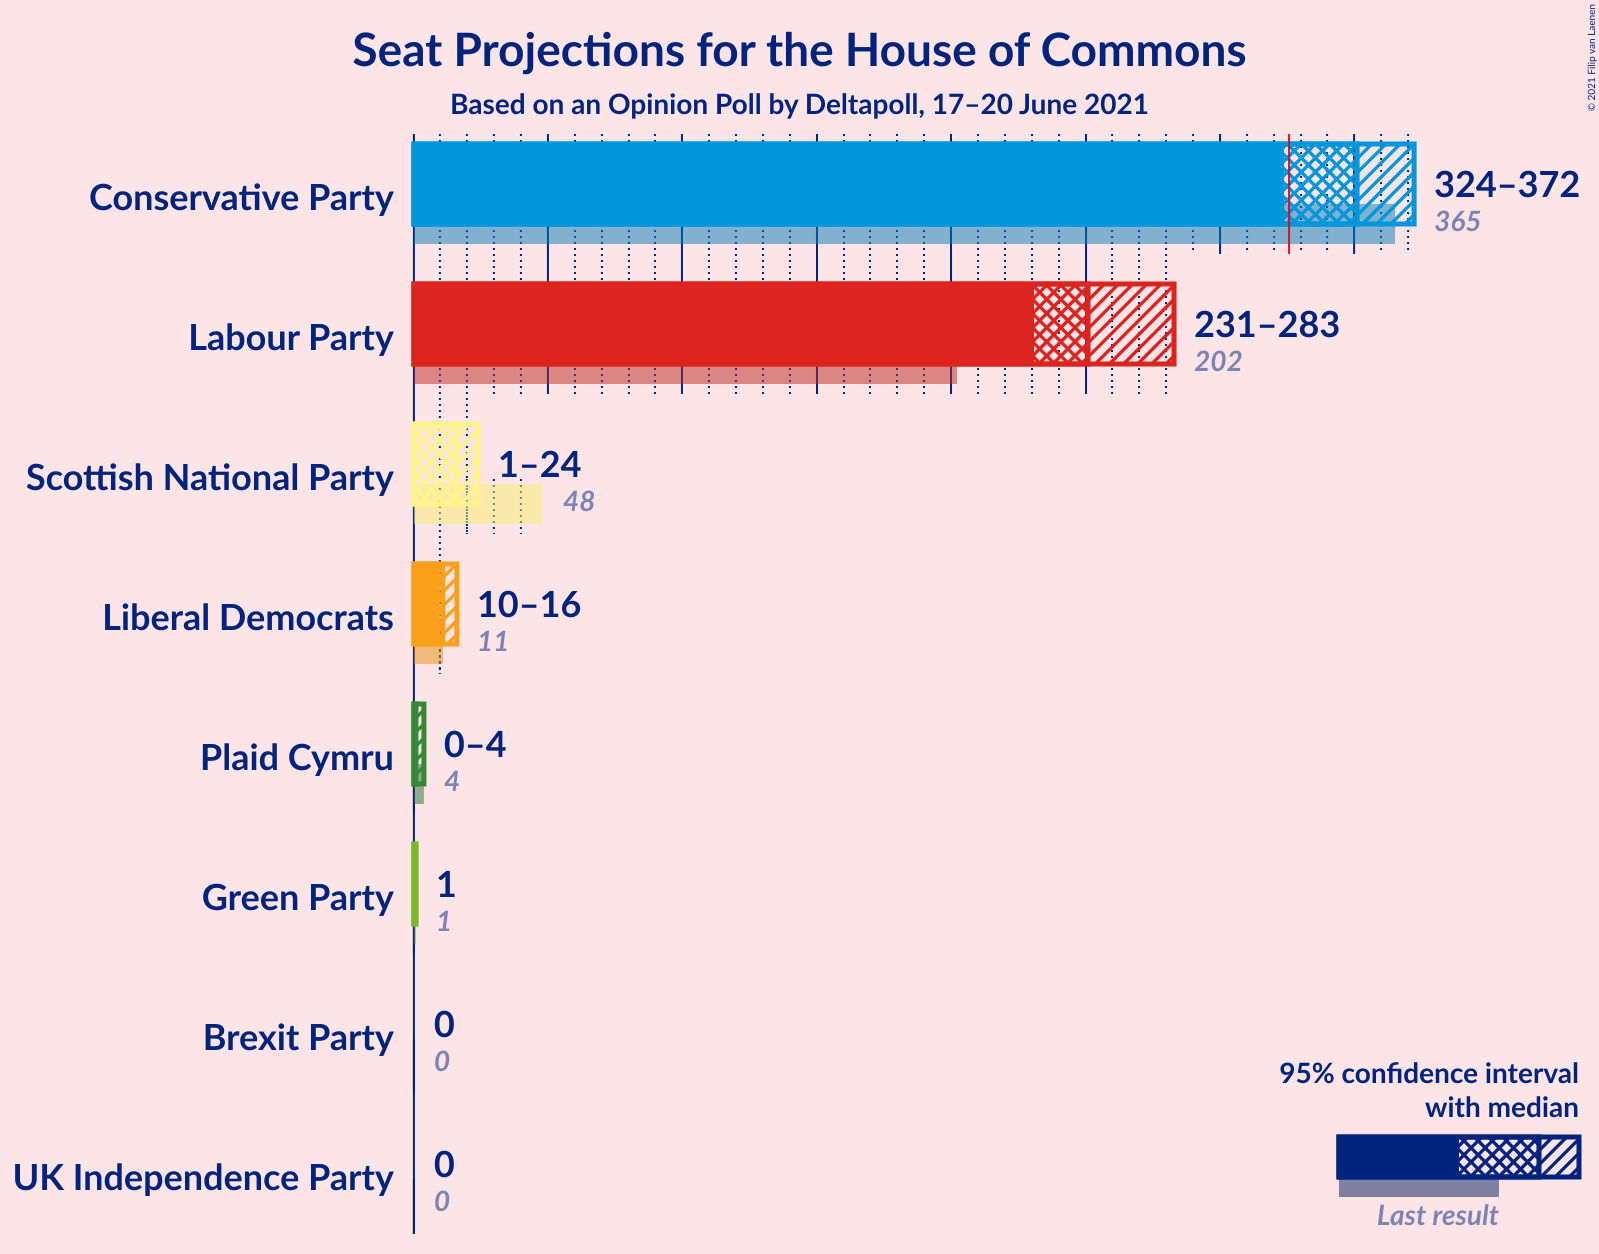 Seat Projections for the House of Commons
Based on an Opinion Poll by Deltapoll, 17–20 June 2021
© 2021 Filip van Laenen
Conservative Party
324–372
365
Labour Party
231–283
202
Scottish National Party
1–24
48
Liberal Democrats
10–16
11
Plaid Cymru
0–4
4
Green Party
1
1
Brexit Party
0
0
UK Independence Party
0
0
95% confidence interval
with median
Last result